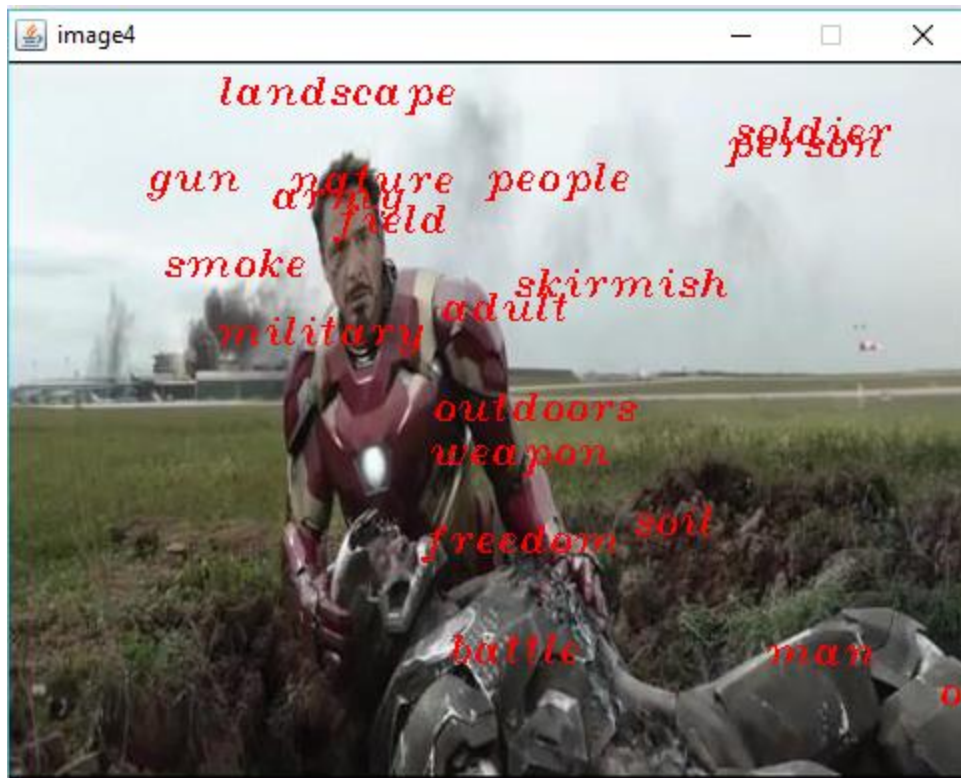 image4
landscape
soldier
person
gun nature people
army
field
smoke
skirmish
adult
military
outdoors
weapon
soil
freedom
battle
man
o